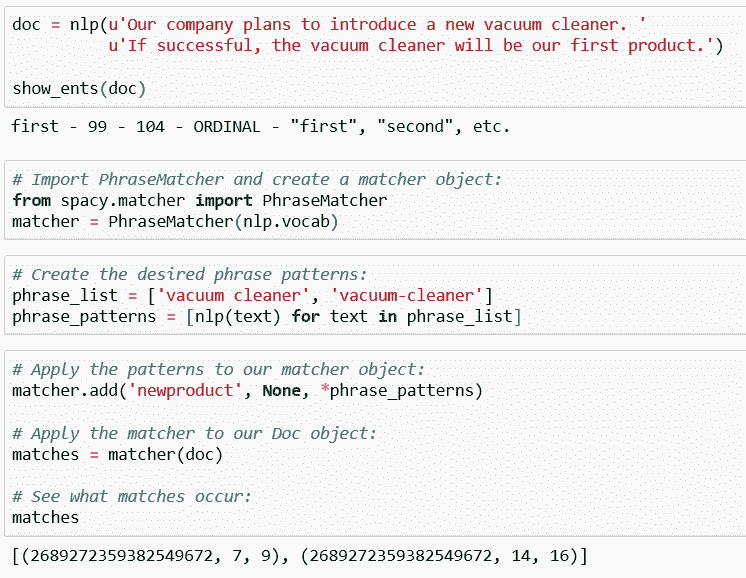 doc = nlp(u'Our company plans to introduce a new vacuum cleaner. '
          u'If successful, the vacuum cleaner will be our first product.')
show_ents(doc)
first - 99 - 104 - ORDINAL - "first", "second", etc.
# Import PhraseMatcher and create a matcher object:
from spacy.matcher import PhraseMatcher
matcher = PhraseMatcher(nlp.vocab)
# Create the desired phrase patterns:
phrase_list = ['vacuum cleaner', 'vacuum-cleaner']
phrase_patterns = [nlp(text) for text in phrase_list]
# Apply the patterns to our matcher object:
matcher.add('newproduct', None, *phrase_patterns)
# Apply the matcher to our Doc object:
matches = matcher(doc)
# See what matches occur:
matches
[(2689272359382549672, 7, 9), (2689272359382549672, 14, 16)]